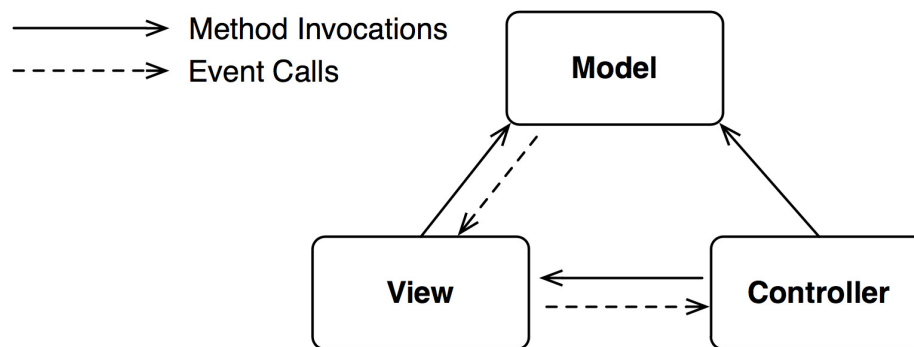 Method Invocations
Event Calls
Model
View
Controller